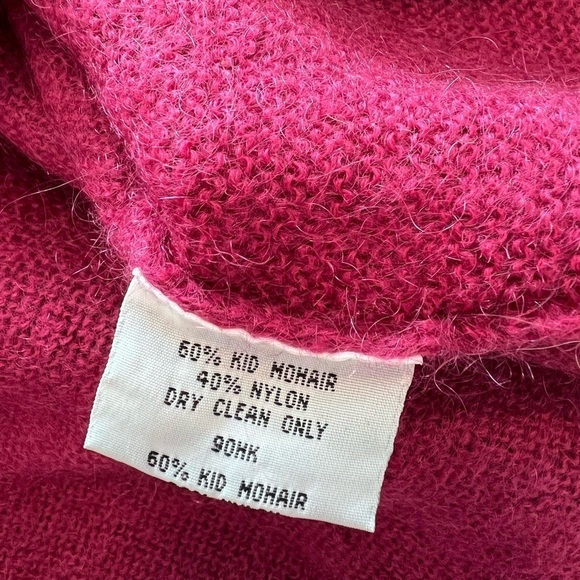 60% KID MOHAIR
40% NYLON
DRY CLEAN ONLY
90HK
60% KID MOHAIR